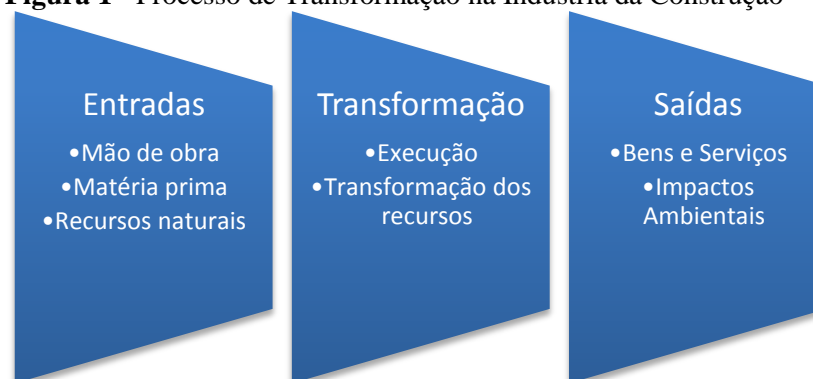 Figura 1 - Processo de Transformação na Indústria da Construção
Entradas
•Mão de obra
•Matéria prima
•Recursos naturais
Transformação
•Execução
•Transformação dos
recursos
Saídas
•Bens e Serviços
•Impactos
Ambientais